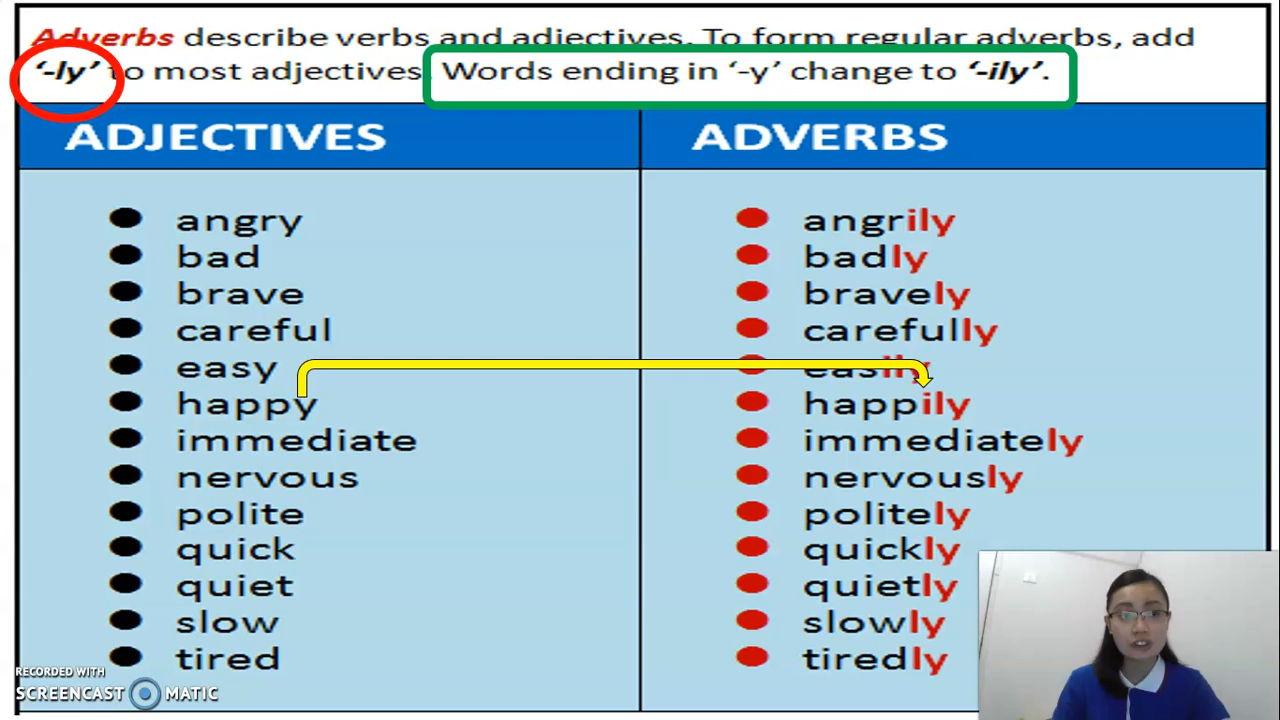 Adverbs describe verbs and adjectives. To form regular adverbs, add
‘-ly’ to most adjectives. Words ending in ‘-y’ change to ‘-ily’.
ADJECTIVES
ADVERBS
angry
bad
brave
careful
easy
happy
immediate
nervous
polite
quick
quiet
slow
tired
angrily
badly
bravely
carefully
easily
happily
immediately
nervously
politely
quickly
quietly
slowly
tiredly
RECORDED WITH
SCREENCAST MATIC